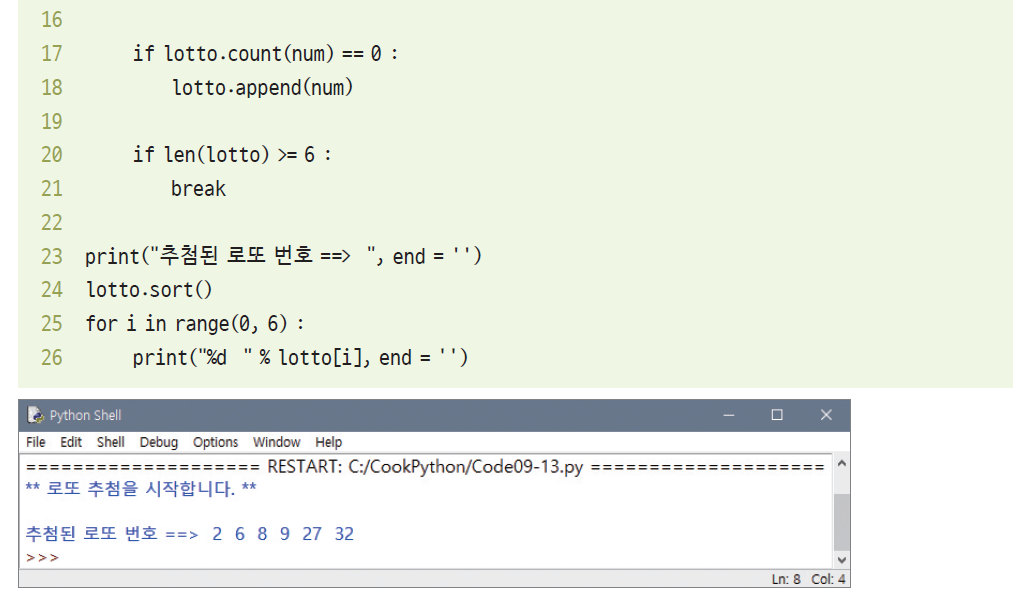 16
17 if lotto.count(num) == 0 :
18 lotto.append(num)
19
20 if len(lotto) >= 6 :
21 break
22
23 print("추첨된 로또 번호 ==> ", end = '')
24 lotto.sort()
25 for i in range(0, 6) :
26 print("%d " % lotto[i], end = '')
Python Shell
File Edit Shell Debug Options Window Help
==================== RESTART: C:/CookPython/Code09-13.py ====================
** 로또 추첨을 시작합니다. **
추첨된 로또 번호 ==> 2 6 8 9 27 32
>>>
Ln: 8 Col: 4